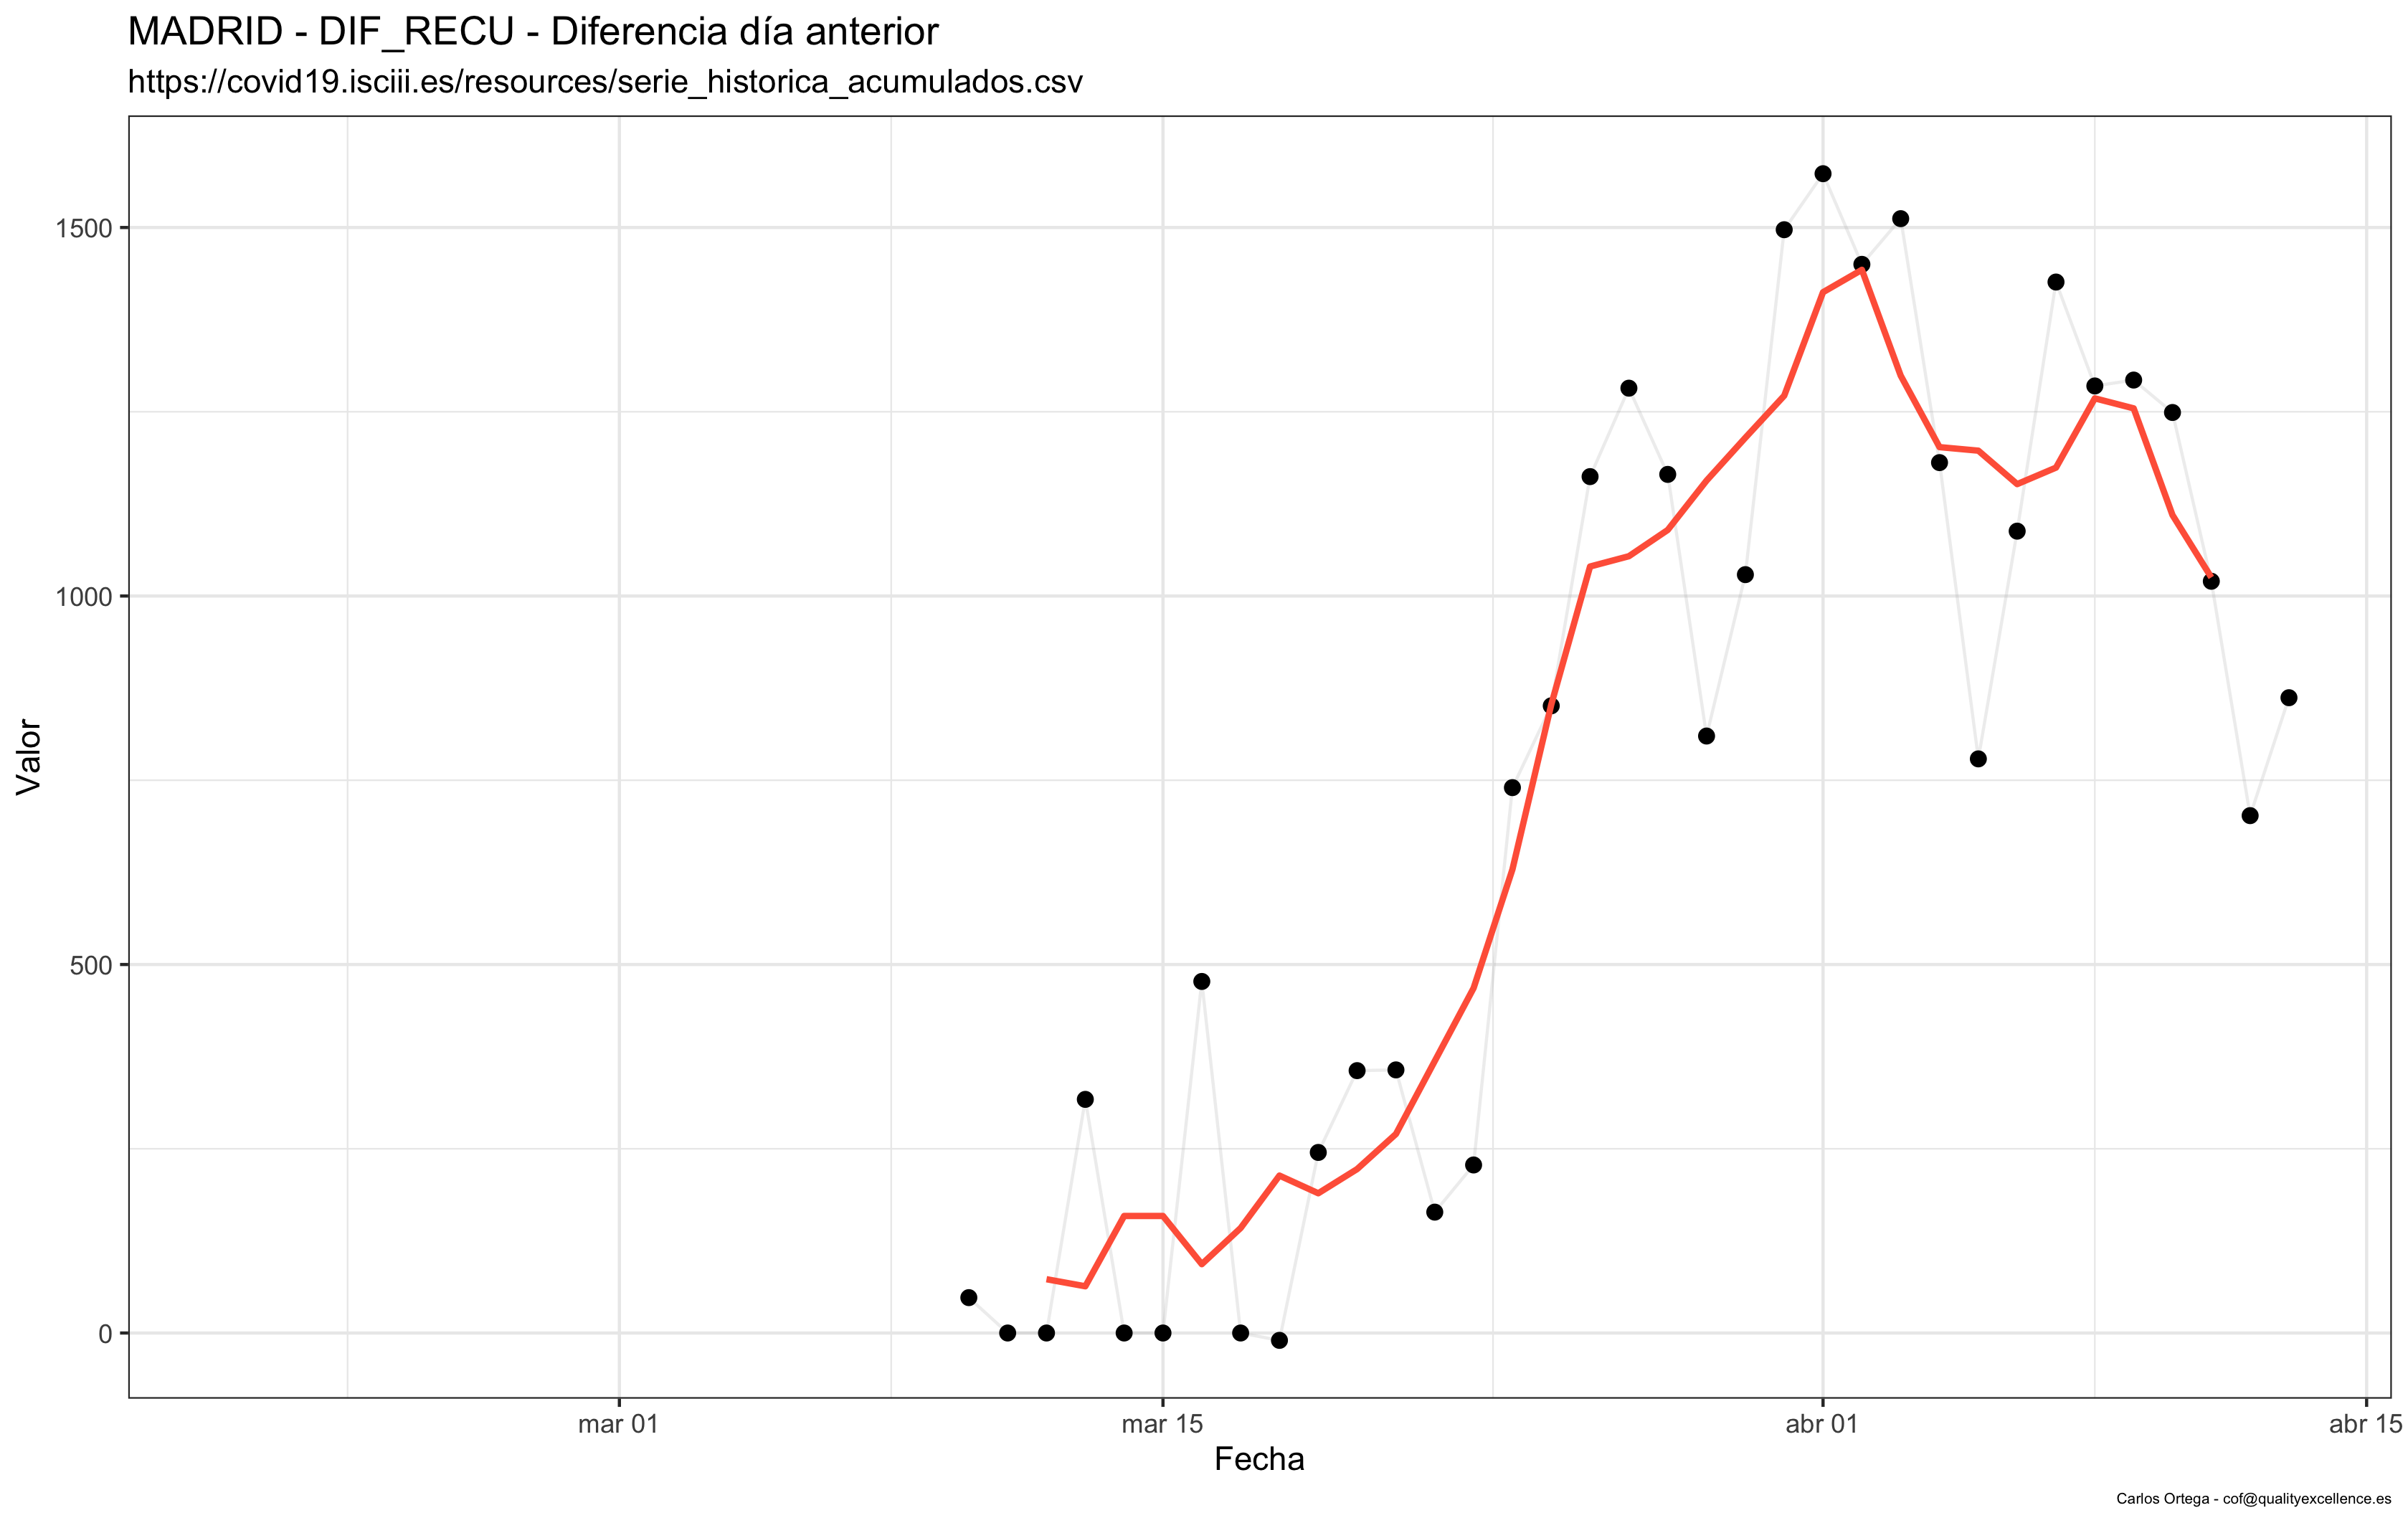 MADRID - DIF_RECU - Diferencia día anterior
https://covid19.isciii.es/resources/serie_historica_acumulados.csv
1500
1000
500
0
Valor
mar 01
mar 15
abr 01
abr 15
Fecha
Carlos Ortega - cof@qualityexcellence.es